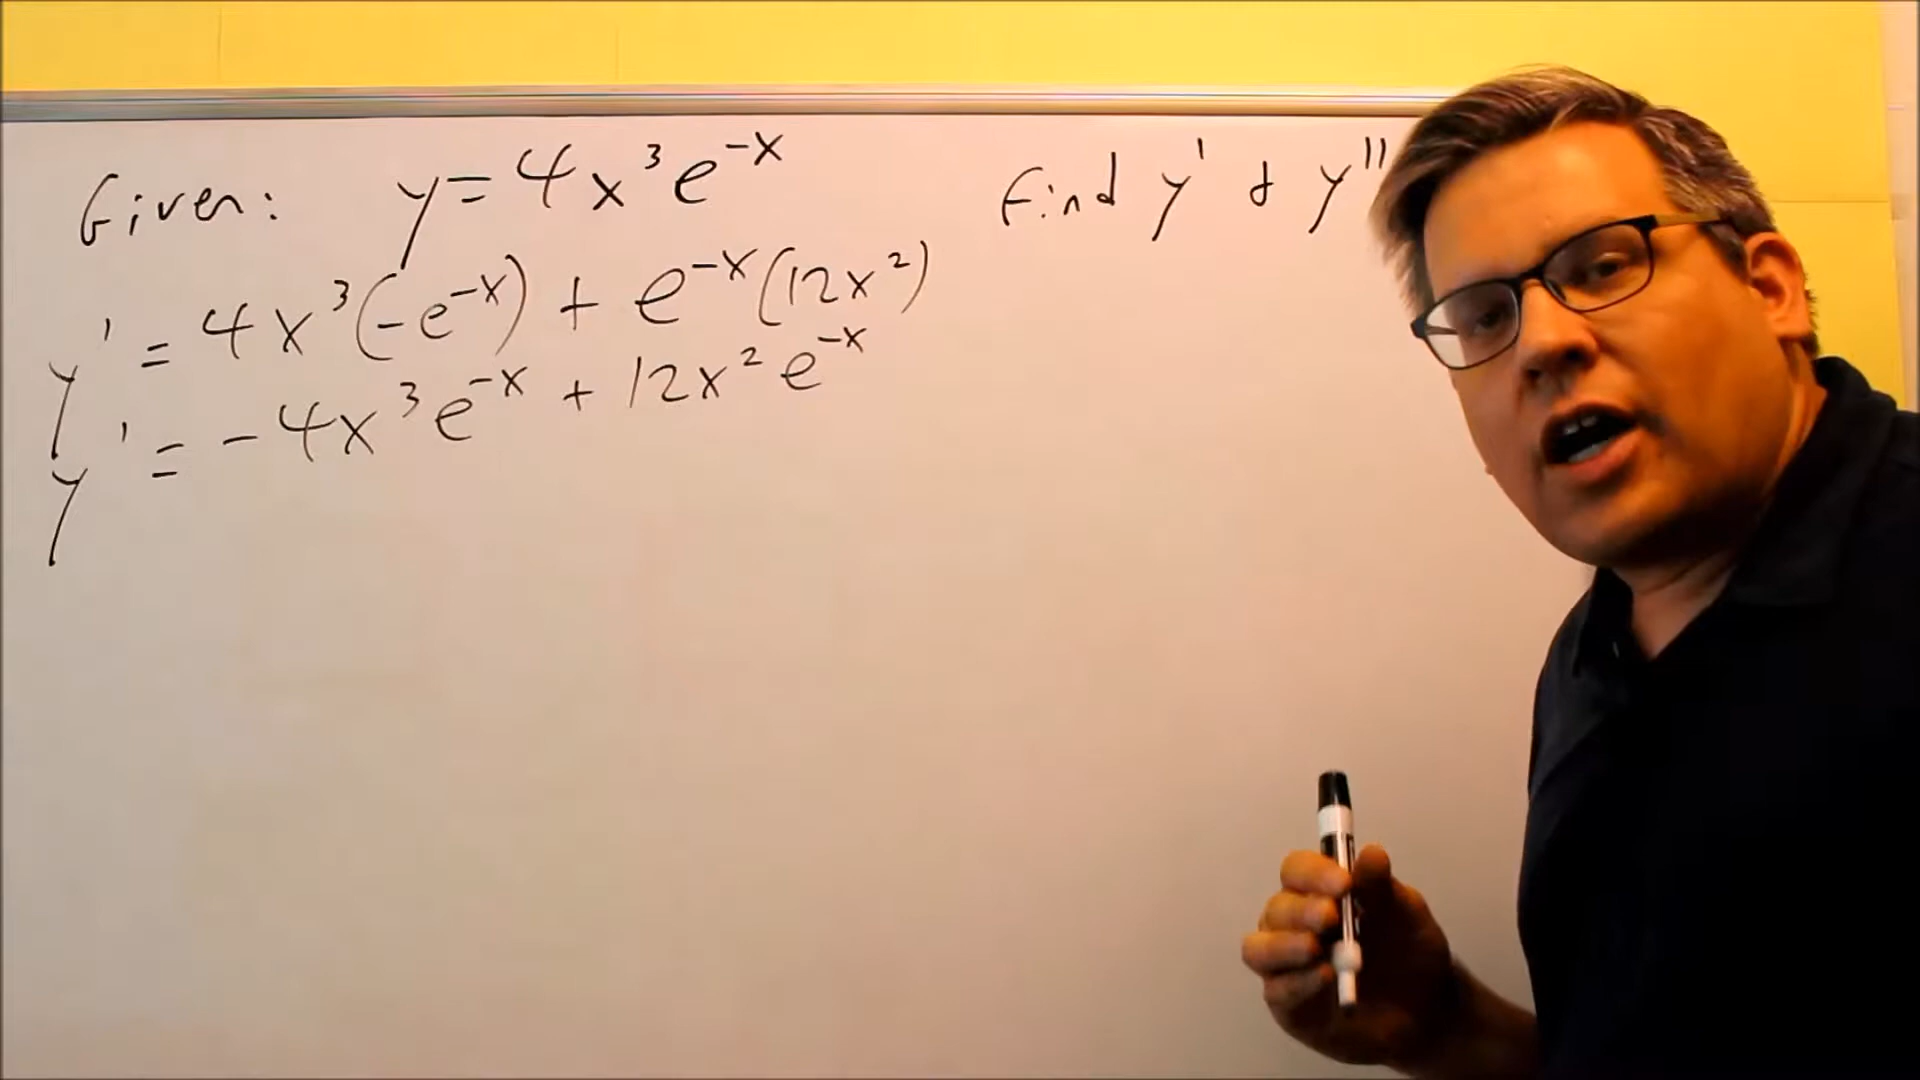 Given: y = 4x³e⁻ˣ Find y' & y''
y' = 4x³(-e⁻ˣ) + e⁻ˣ(12x²)
y' = -4x³e⁻ˣ + 12x²e⁻ˣ